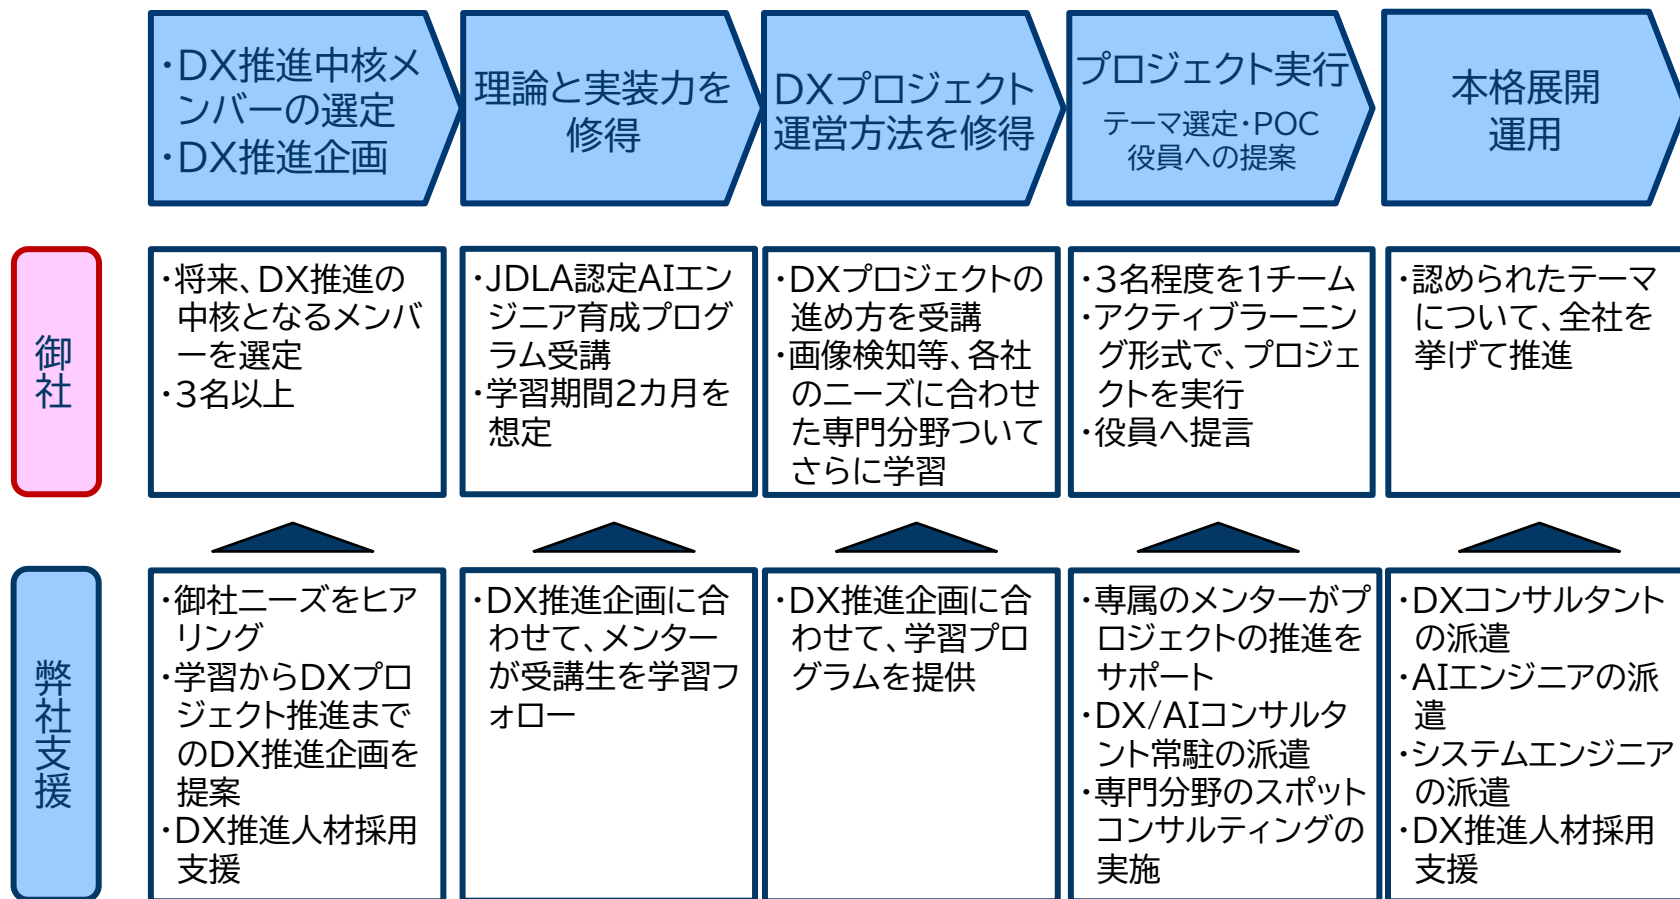 ・DX推進中核メ
ンバーの選定
・DX推進企画
理論と実装力を
修得
DXプロジェクト
運営方法を修得
プロジェクト実行
テーマ選定・POC
役員への提案
本格展開
運用
御社
・将来、DX推進の
中核となるメンバ
ーを選定
・3名以上
・JDLA認定AIエン
ジニア育成プログ
ラム受講
・学習期間2カ月を
想定
・DXプロジェクトの
進め方を受講
・画像検知等、各社
のニーズに合わせ
た専門分野ついて
さらに学習
・3名程度を1チーム
・アクティブラーニン
グ形式で、プロジェ
クトを実行
・役員へ提言
・認められたテーマ
について、全社を
挙げて推進
弊社支援
・御社ニーズをヒア
リング
・学習からDXプロ
ジェクト推進まで
のDX推進企画を
提案
・DX推進人材採用
支援
・DX推進企画に合
わせて、メンター
が受講生を学習フ
ォロー
・DX推進企画に合
わせて、学習プロ
グラムを提供
・専属のメンターがプ
ロジェクトの推進を
サポート
・DX/AIコンサルタ
ント常駐の派遣
・専門分野のスポット
コンサルティングの
実施
・DXコンサルタント
の派遣
・AIエンジニアの派
遣
・システムエンジニア
の派遣
・DX推進人材採用
支援